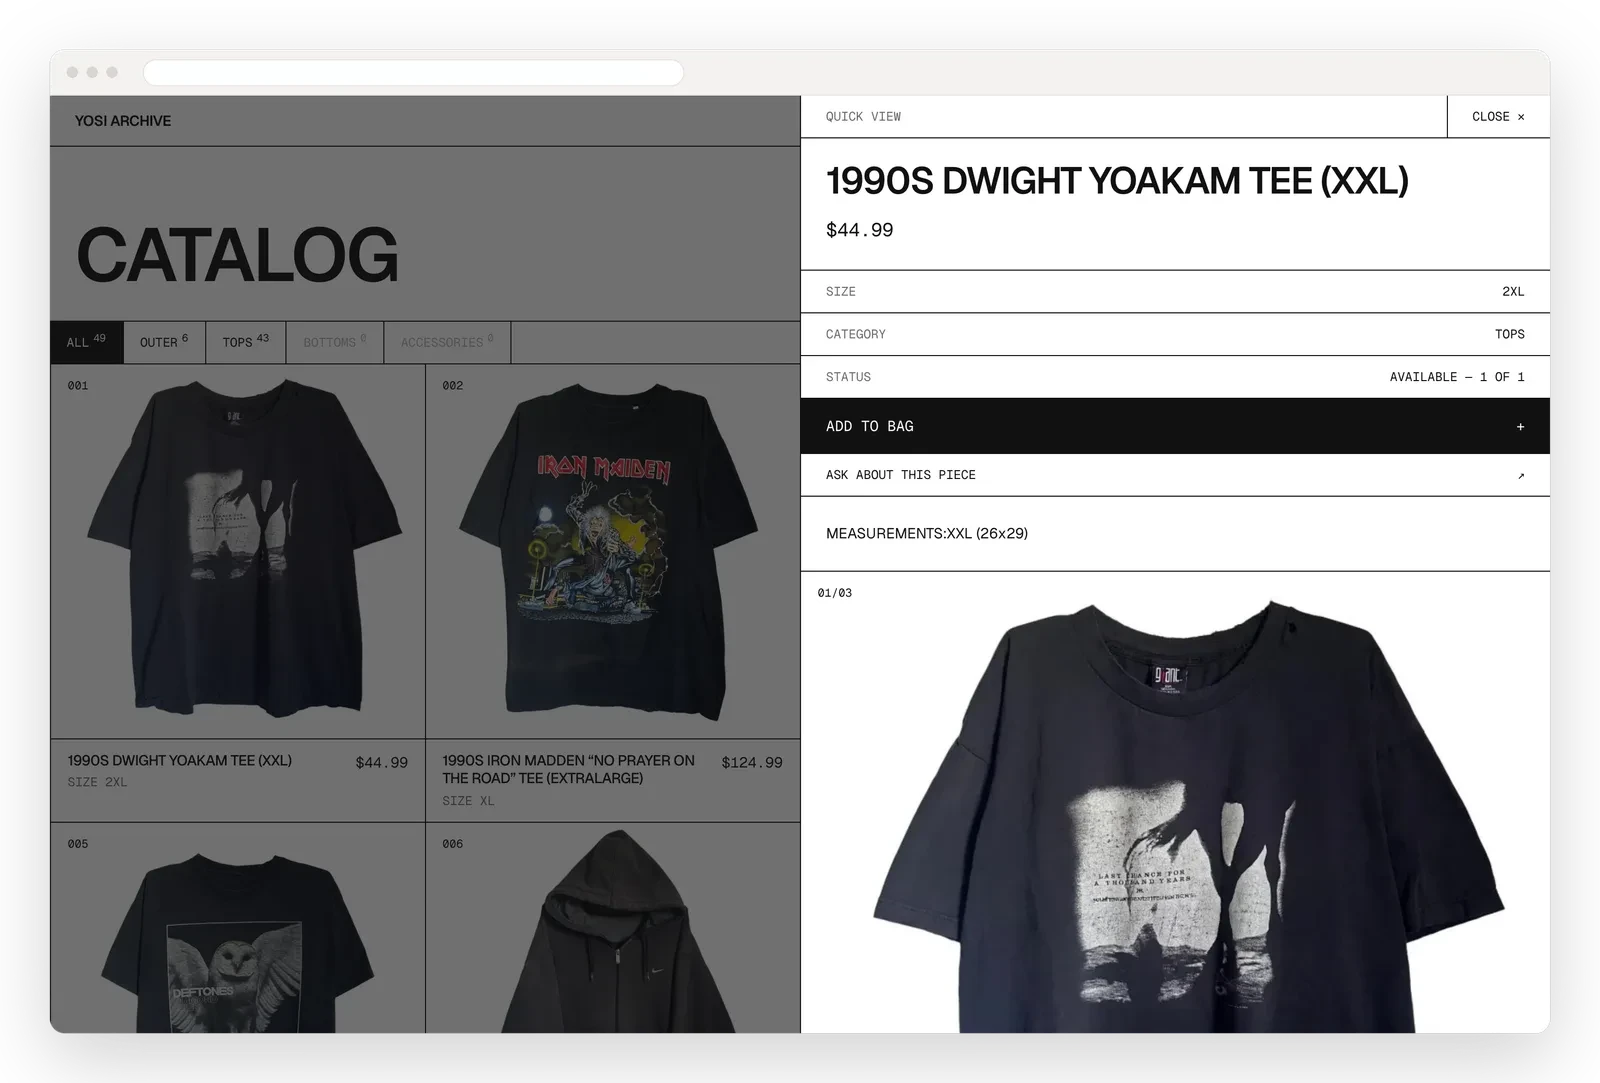 YOSI ARCHIVE
CATALOG
ALL 49
OUTER 6
TOPS 43
BOTTOMS 0
ACCESSORIES 0
001
002
IRON MAIDEN
1990S DWIGHT YOAKAM TEE (XXL)
$44.99
SIZE 2XL
1990S IRON MADDEN “NO PRAYER ON
THE ROAD” TEE (EXTRALARGE)
$124.99
SIZE XL
005
006
DEFTONES
QUICK VIEW
CLOSE ×
1990S DWIGHT YOAKAM TEE (XXL)
$44.99
SIZE
2XL
CATEGORY
TOPS
STATUS
AVAILABLE — 1 OF 1
ADD TO BAG
+
ASK ABOUT THIS PIECE
↗
MEASUREMENTS:XXL (26x29)
01/03
giant.
LAST CHANCE FOR
A THOUSAND YEARS